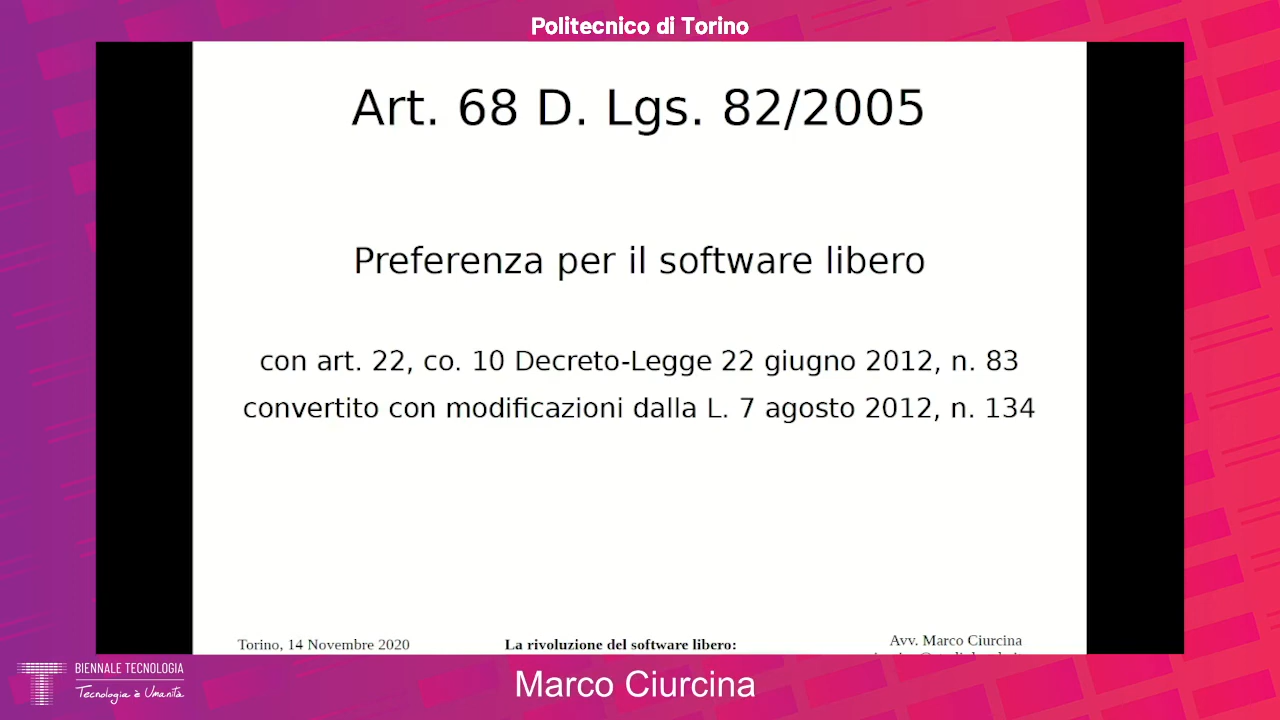 Politecnico di Torino
Art. 68 D. Lgs. 82/2005
Preferenza per il software libero
con art. 22, co. 10 Decreto-Legge 22 giugno 2012, n. 83
convertito con modificazioni dalla L. 7 agosto 2012, n. 134
Torino, 14 Novembre 2020
La rivoluzione del software libero:
Avv. Marco Ciurcina
BIENNALE TECNOLOGIA
Tecnologia è Umanità
Marco Ciurcina